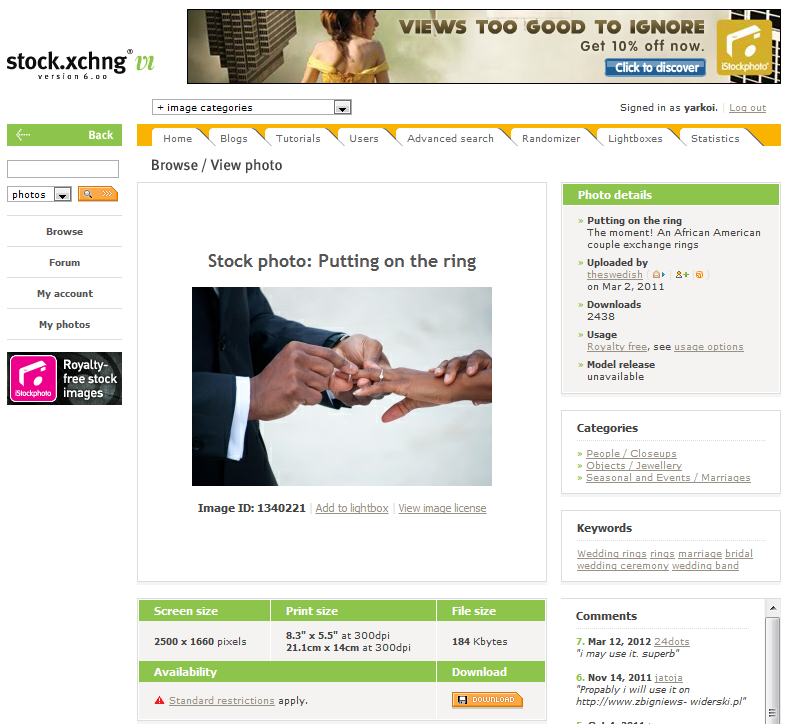 VIEWS TOO GOOD TO IGNORE
Get 10% off now.
Click to discover
iStockphoto®
stock.xchng® VI
version 6.00
+ image categories
Signed in as yarkoi. | Log out
Back
Home
Blogs
Tutorials
Users
Advanced search
Randomizer
Lightboxes
Statistics
photos
Browse
Forum
My account
My photos
iStockphoto
Royalty-
free stock
images
Browse / View photo
Stock photo: Putting on the ring
Image ID: 1340221 | Add to lightbox | View image license
Photo details
» Putting on the ring
The moment! An African American
couple exchange rings
» Uploaded by
theswedish
on Mar 2, 2011
» Downloads
2438
» Usage
Royalty free, see usage options
» Model release
unavailable
Categories
» People / Closeups
» Objects / Jewellery
» Seasonal and Events / Marriages
Keywords
Wedding rings rings marriage bridal
wedding ceremony wedding band
Screen size
Print size
File size
2500 x 1660 pixels
8.3" x 5.5" at 300dpi
21.1cm x 14cm at 300dpi
184 Kbytes
Availability
Download
Standard restrictions apply.
DOWNLOAD
Comments
7. Mar 12, 2012 24dots
"i may use it. superb"
6. Nov 14, 2011 jatoja
"Propably i will use it on
http://www.zbigniews- widerski.pl"